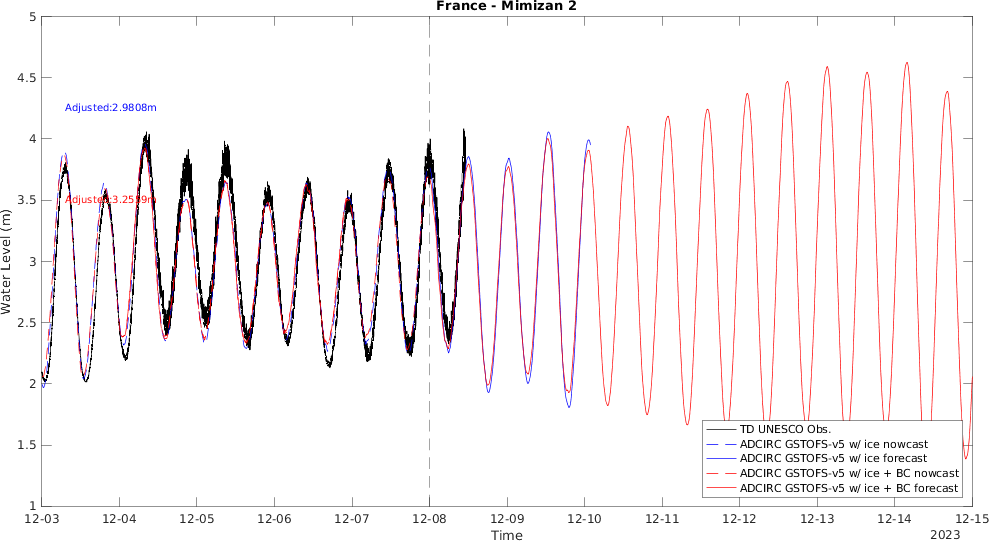 France - Mimizan 2
5
4.5
4
3.5
3
2.5
2
1.5
1
Water Level (m)
Adjusted:2.9808m
Adjusted:3.2559m
TD UNESCO Obs.
ADCIRC GSTOFS-v5 w/ ice nowcast
ADCIRC GSTOFS-v5 w/ ice forecast
ADCIRC GSTOFS-v5 w/ ice + BC nowcast
ADCIRC GSTOFS-v5 w/ ice + BC forecast
12-03 12-04 12-05 12-06 12-07 12-08 12-09 12-10 12-11 12-12 12-13 12-14 12-15
Time
2023